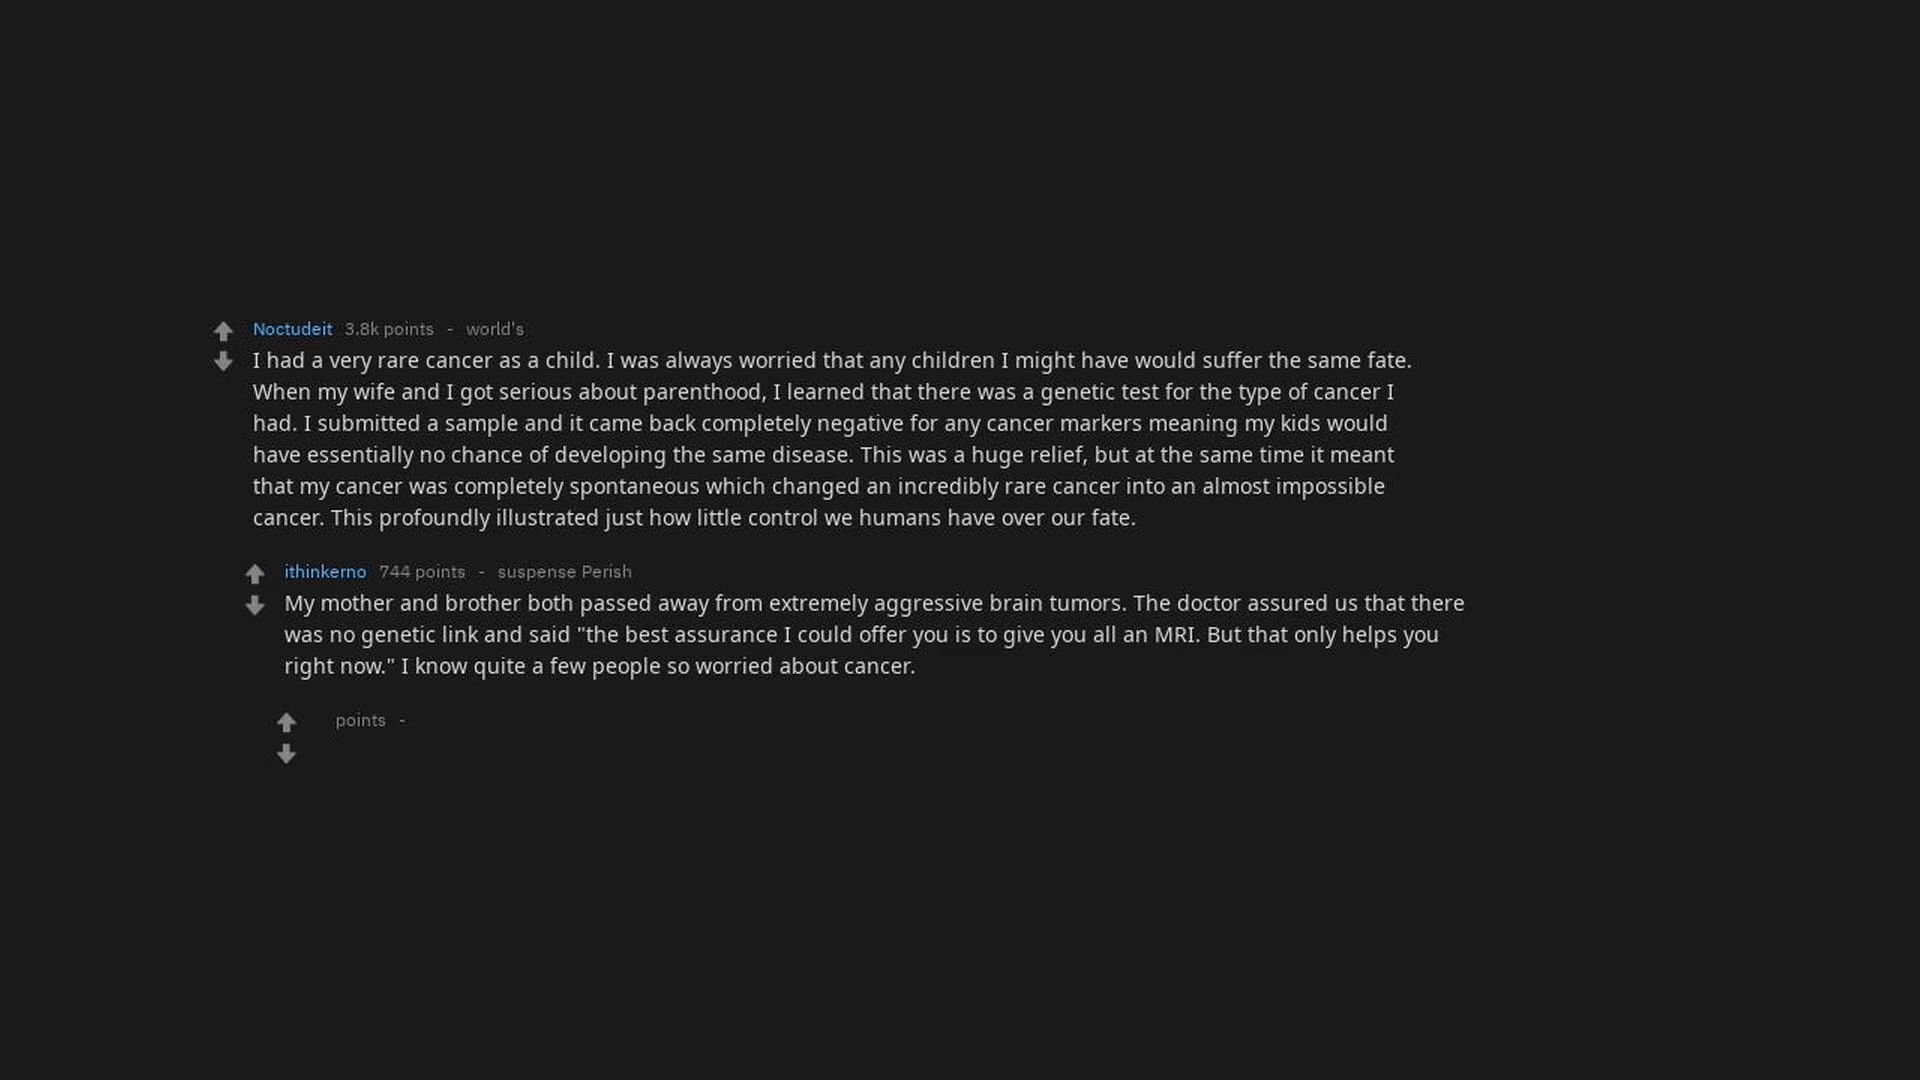 Noctudeit 3.8k points - world's
I had a very rare cancer as a child. I was always worried that any children I might have would suffer the same fate.
When my wife and I got serious about parenthood, I learned that there was a genetic test for the type of cancer I
had. I submitted a sample and it came back completely negative for any cancer markers meaning my kids would
have essentially no chance of developing the same disease. This was a huge relief, but at the same time it meant
that my cancer was completely spontaneous which changed an incredibly rare cancer into an almost impossible
cancer. This profoundly illustrated just how little control we humans have over our fate.
ithinkerno 744 points - suspense Perish
My mother and brother both passed away from extremely aggressive brain tumors. The doctor assured us that there
was no genetic link and said "the best assurance I could offer you is to give you all an MRI. But that only helps you
right now." I know quite a few people so worried about cancer.
points -